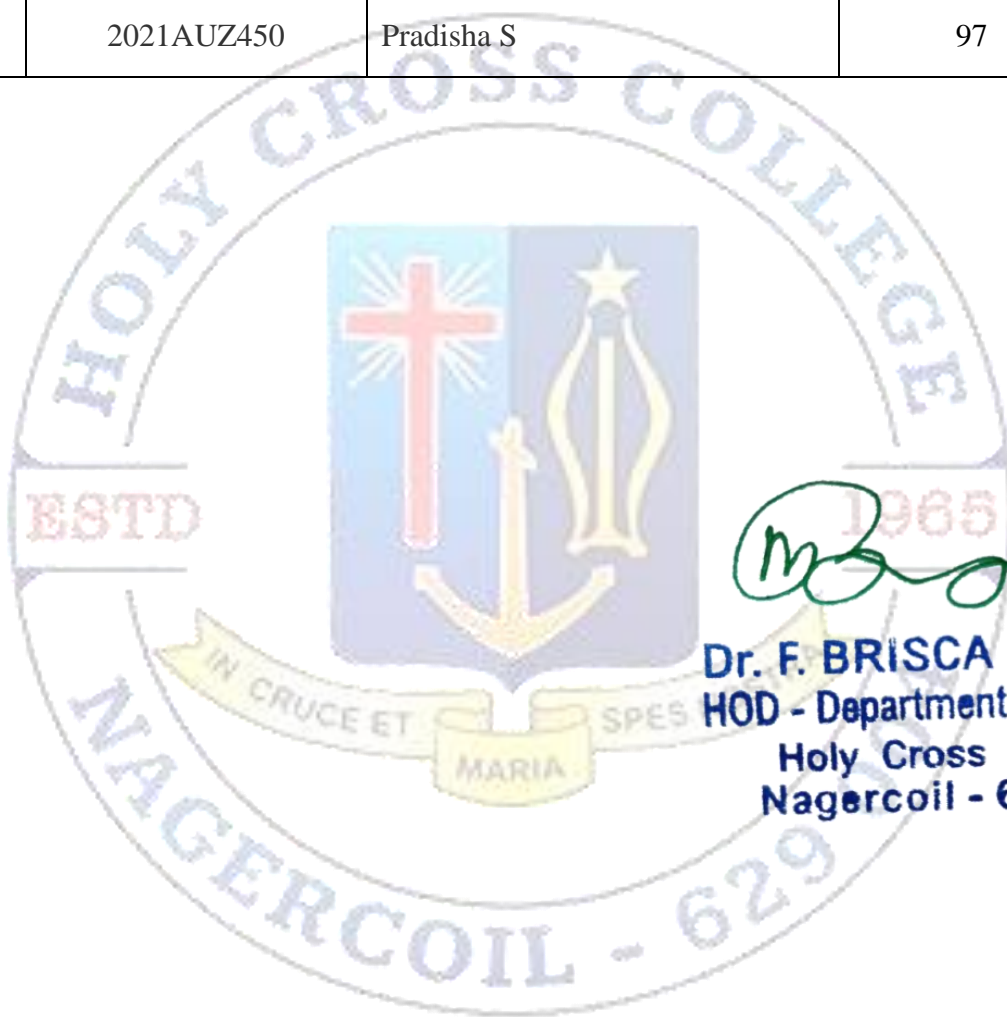 2021AUZ450 Pradisha S 97
HOLY CROSS COLLEGE
ESTD 1965
IN CRUCE ET MARIA SPES
Dr. F. BRISCA
HOD - Department
Holy Cross
Nagercoil - 6
NAGERCOIL - 629